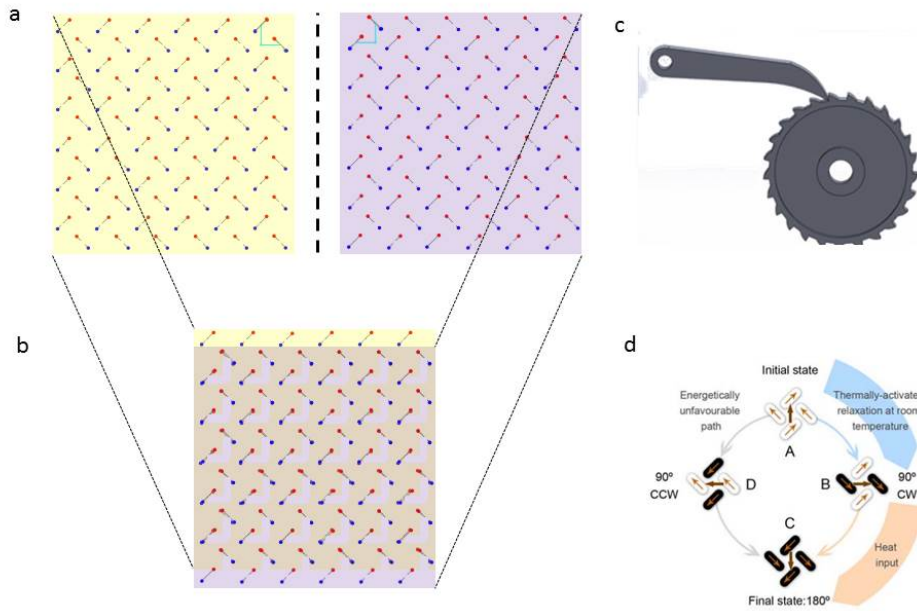 a
c
b
d
Initial state
Energetically
unfavourable
path
Thermally-activated
relaxation at room
temperature
A
90º
CCW
D
B
90º
CW
C
Heat
input
Final state:180º